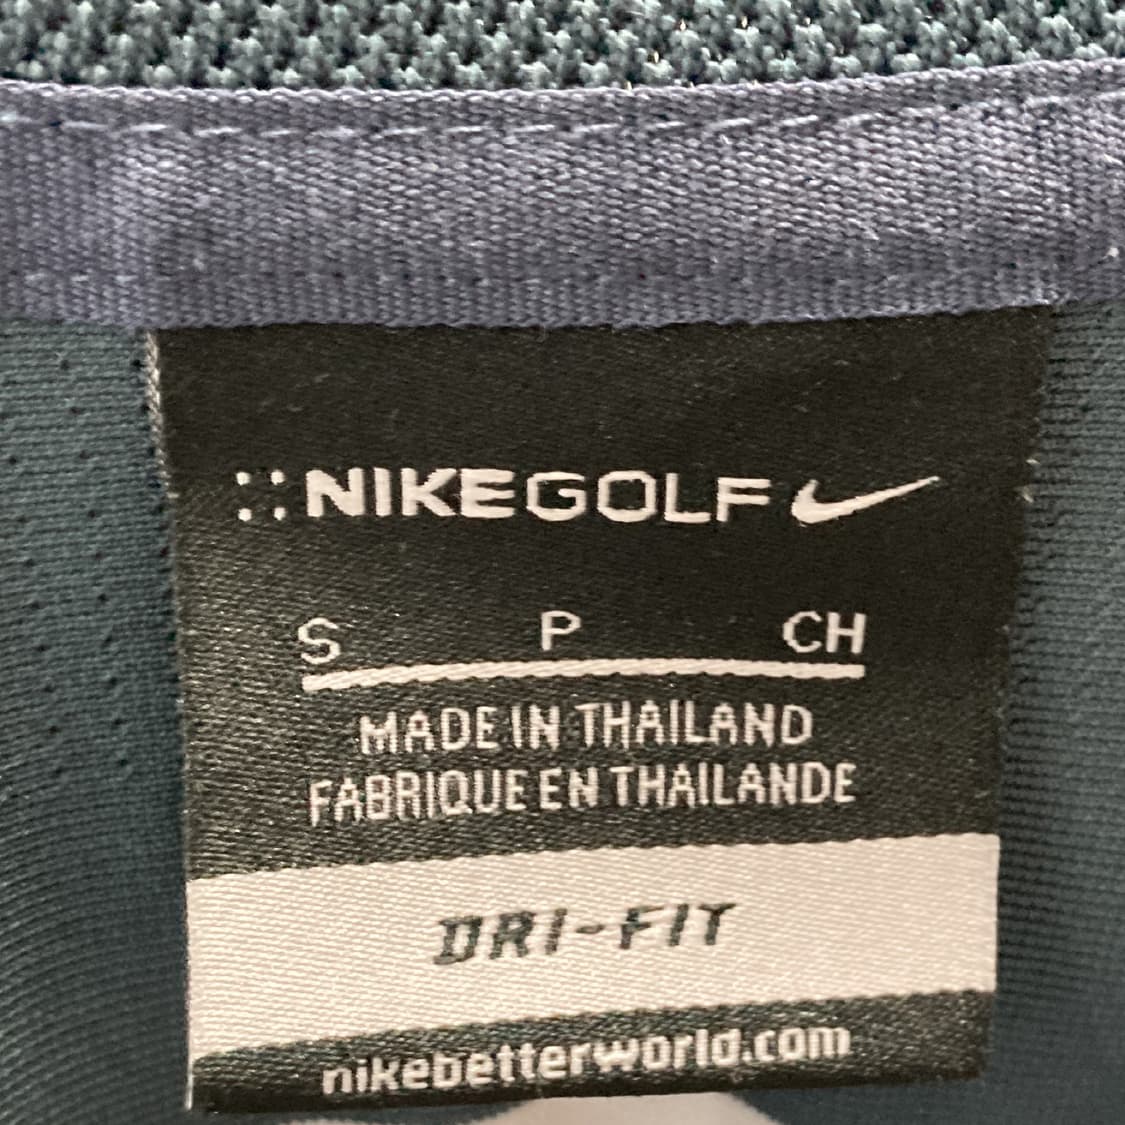 NIKEGOLF
S P CH
MADE IN THAILAND
FABRIQUE EN THAILANDE
DRI-FIT
nikebetterworld.com